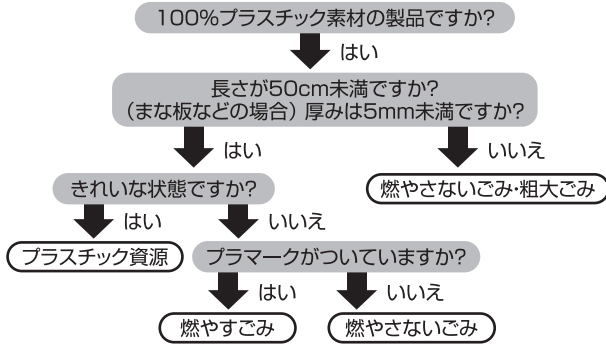 100%プラスチック素材の製品ですか?
はい
長さが50cm未満ですか?
(まな板などの場合)厚みは5mm未満ですか?
はい
いいえ
きれいな状態ですか?
燃やさないごみ・粗大ごみ
はい
いいえ
プラスチック資源
プラマークがついていますか?
はい
いいえ
燃やすごみ
燃やさないごみ